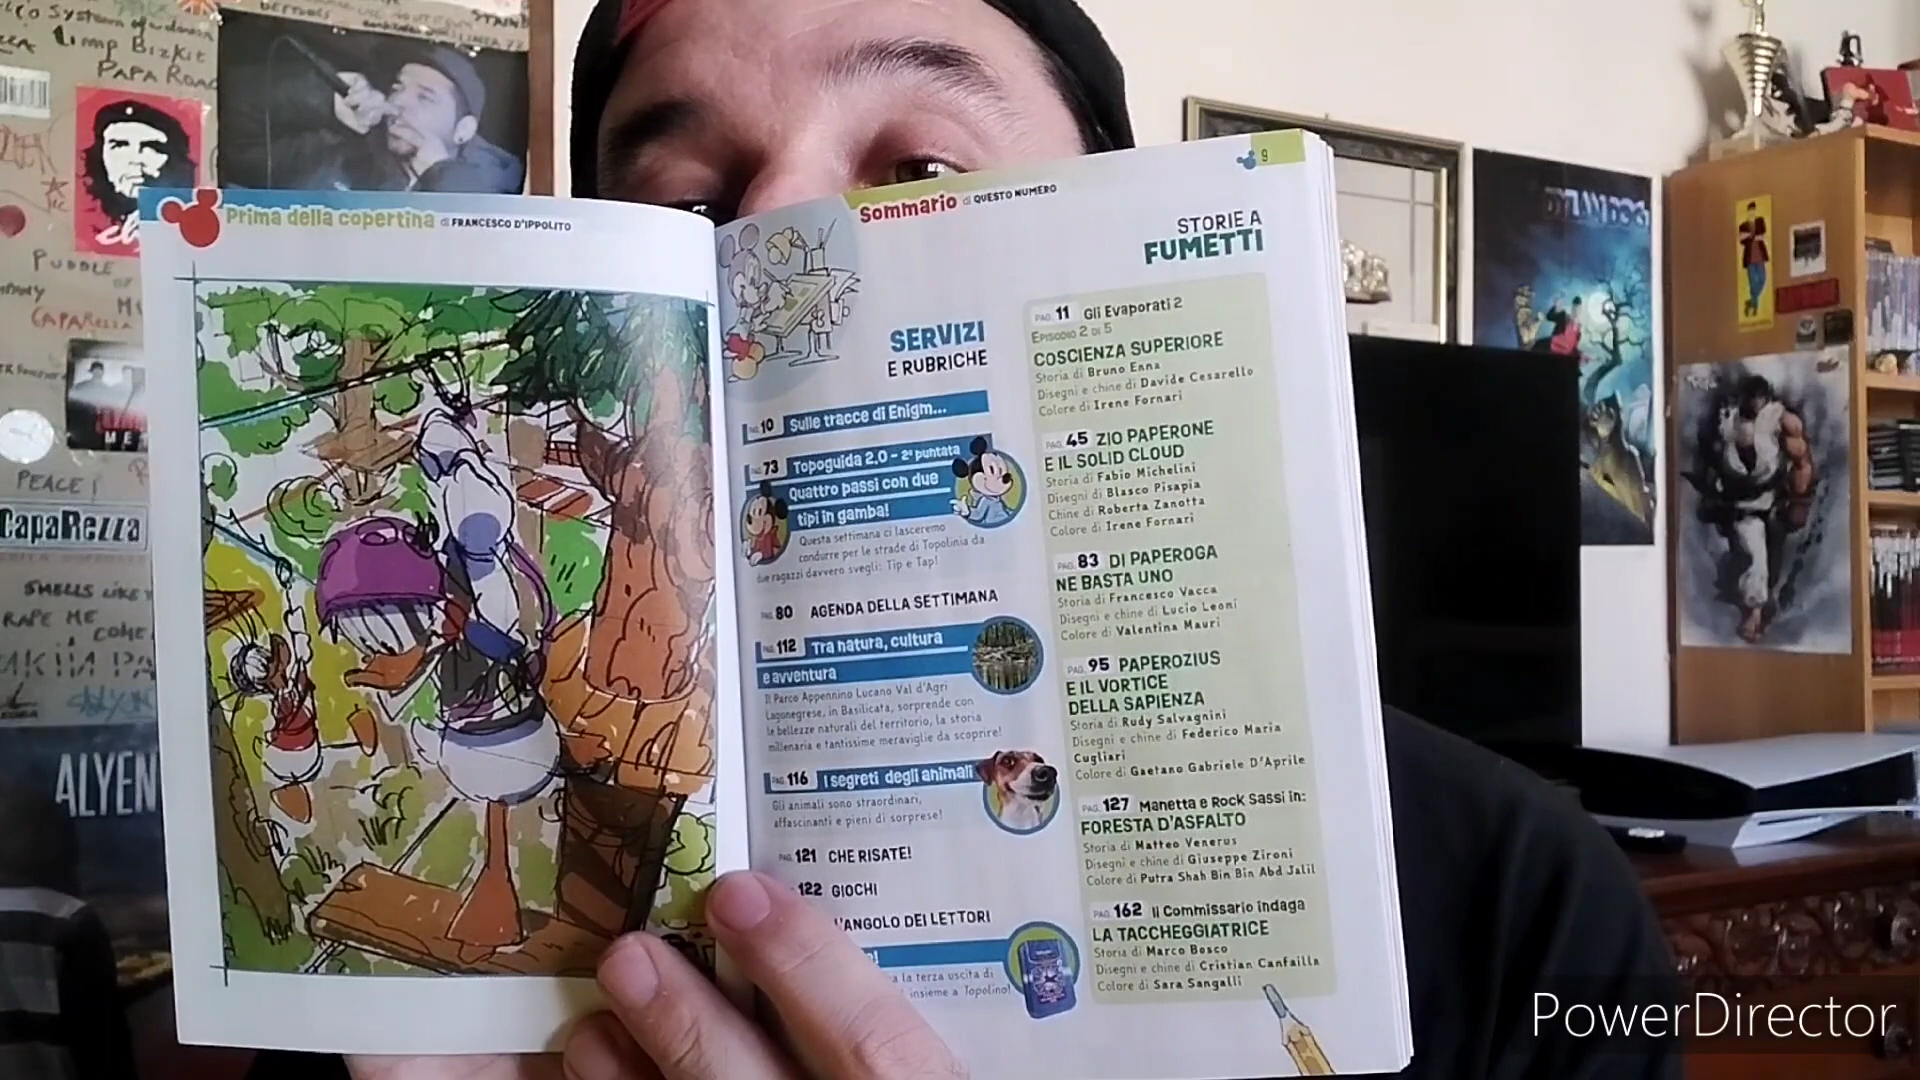 Limp Bizkit
PAPA ROAC
PUDDLE
OF
CAPAREZZA
PEACE!
CapaRezza
SMELLS LIKE
RAPE ME
COME
ALYEN
Prima della copertina di FRANCESCO D'IPPOLITO
Sommario di QUESTO NUMERO
9
SERVIZI
E RUBRICHE
PAG. 10 Sulle tracce di Enigm...
PAG. 73 Topoguida 2.0 - 2ª puntata
Quattro passi con due
tipi in gamba!
Questa settimana ci lasceremo
condurre per le strade di Topolinia da
due ragazzi davvero svegli: Tip e Tap!
PAG. 80 AGENDA DELLA SETTIMANA
PAG. 112 Tra natura, cultura
e avventura
Il Parco Appennino Lucano Val d'Agri
Lagonegrese, in Basilicata, sorprende con
le bellezze naturali del territorio, la storia
millenaria e tantissime meraviglie da scoprire!
PAG. 116 I segreti degli animali
Gli animali sono straordinari,
affascinanti e pieni di sorprese!
PAG. 121 CHE RISATE!
122 GIOCHI
L'ANGOLO DEI LETTORI
a la terza uscita di
insieme a Topolino!
STORIE A
FUMETTI
PAG. 11 Gli Evaporati 2
EPISODIO 2 DI 5
COSCIENZA SUPERIORE
Storia di Bruno Enna
Disegni e chine di Davide Cesarello
Colore di Irene Fornari
PAG. 45 ZIO PAPERONE
E IL SOLID CLOUD
Storia di Fabio Michelini
Disegni di Blasco Pisapia
Chine di Roberta Zanotta
Colore di Irene Fornari
PAG. 83 DI PAPEROGA
NE BASTA UNO
Storia di Francesco Vacca
Disegni e chine di Lucio Leoni
Colore di Valentina Mauri
PAG. 95 PAPEROZIUS
E IL VORTICE
DELLA SAPIENZA
Storia di Rudy Salvagnini
Disegni e chine di Federico Maria
Cugliari
Colore di Gaetano Gabriele D'Aprile
PAG. 127 Manetta e Rock Sassi in:
FORESTA D'ASFALTO
Storia di Matteo Venerus
Disegni e chine di Giuseppe Zironi
Colore di Putra Shah Bin Bin Abd Jalil
PAG. 162 Il Commissario indaga
LA TACCHEGGIATRICE
Storia di Marco Bosco
Disegni e chine di Cristian Canfailla
Colore di Sara Sangalli
DYLAN DOG
PowerDirector